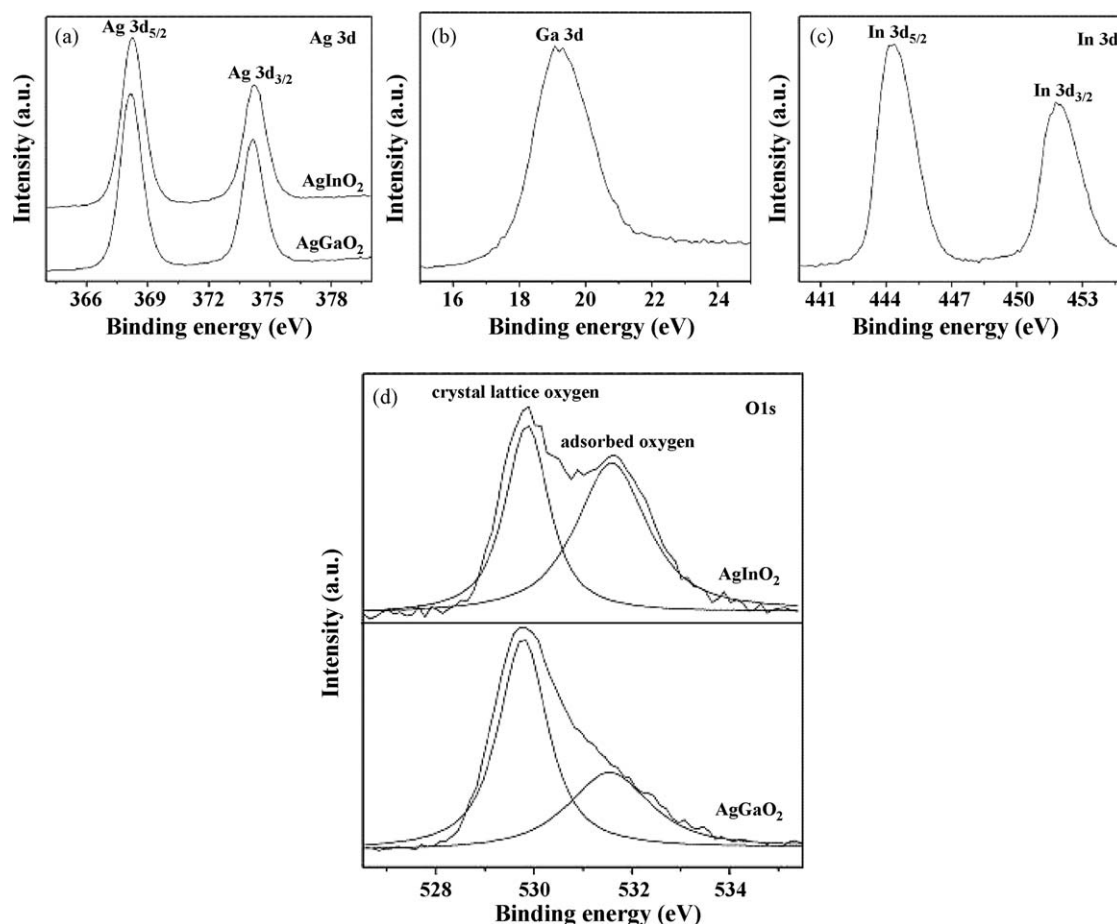 (a)
Ag 3d5/2
Ag 3d
Ag 3d3/2
AgInO2
AgGaO2
Intensity (a.u.)
366 369 372 375 378
Binding energy (eV)
(b)
Ga 3d
Intensity (a.u.)
16 18 20 22 24
Binding energy (eV)
(c)
In 3d5/2
In 3d
In 3d3/2
Intensity (a.u.)
441 444 447 450 453
Binding energy (eV)
(d)
crystal lattice oxygen
O1s
adsorbed oxygen
AgInO2
AgGaO2
Intensity (a.u.)
528 530 532 534
Binding energy (eV)